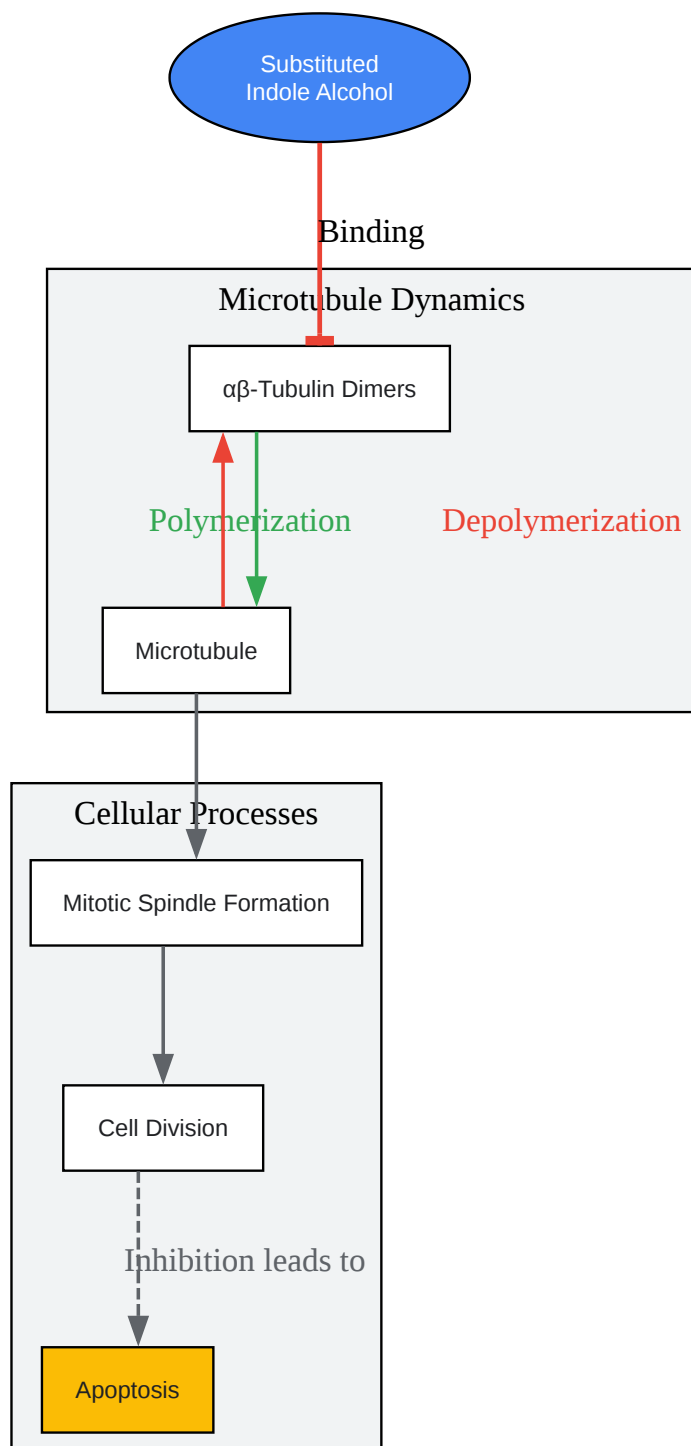 Substituted
Indole Alcohol
Binding
Microtubule Dynamics
αβ-Tubulin Dimers
Polymerization
Depolymerization
Microtubule
Cellular Processes
Mitotic Spindle Formation
Cell Division
Inhibition leads to
Apoptosis